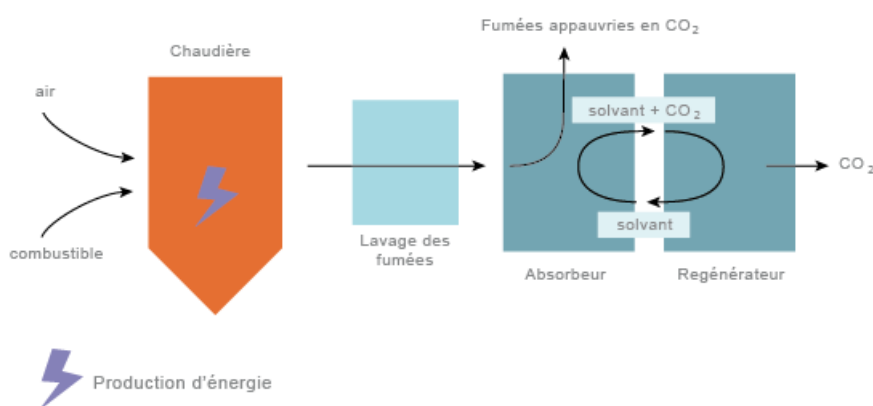 Fumées appauvries en CO₂
Chaudière
air
solvant + CO₂
CO₂
solvant
combustible
Lavage des
fumées
Absorbeur
Regénérateur
Production d'énergie